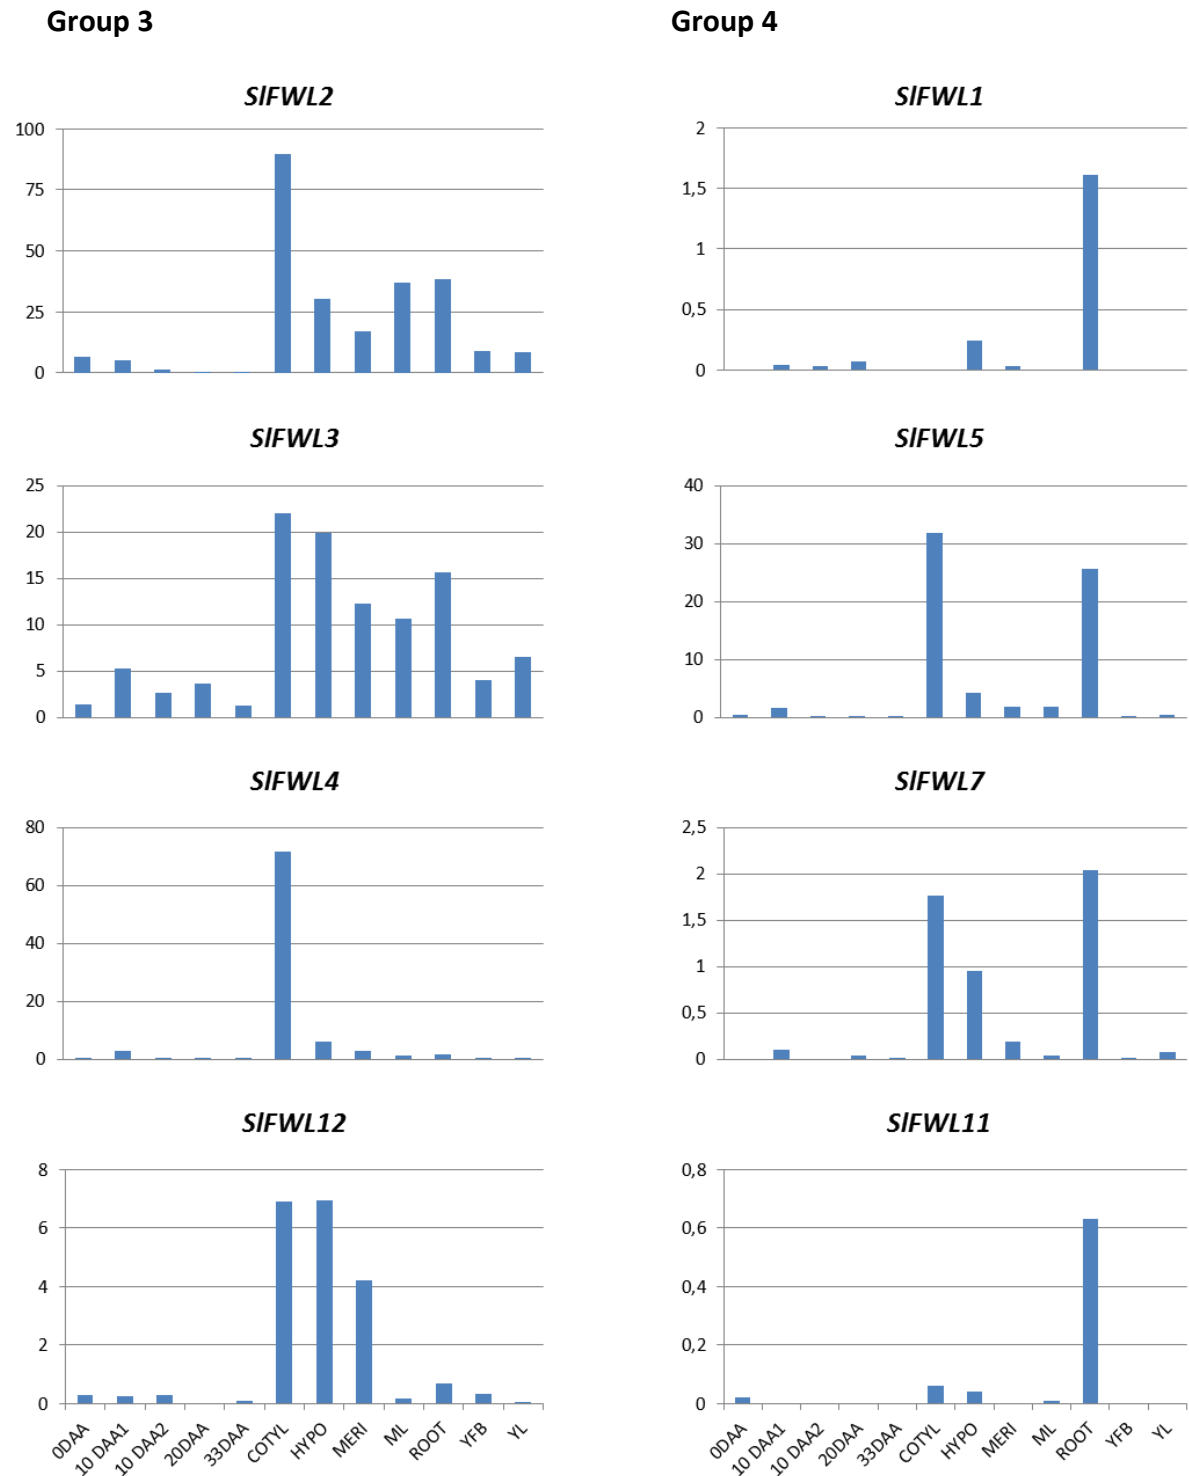 Group 3
SlFWL2
100
75
50
25
0
SlFWL3
25
20
15
10
5
0
SlFWL4
80
60
40
20
0
SlFWL12
8
6
4
2
0
0DAA
10 DAA1
10 DAA2
20DAA
33DAA
COTYL
HYPO
MERI
ML
ROOT
YFB
YL
Group 4
SlFWL1
2
1,5
1
0,5
0
SlFWL5
40
30
20
10
0
SlFWL7
2,5
2
1,5
1
0,5
0
SlFWL11
0,8
0,6
0,4
0,2
0
0DAA
10 DAA1
10 DAA2
20DAA
33DAA
COTYL
HYPO
MERI
ML
ROOT
YFB
YL